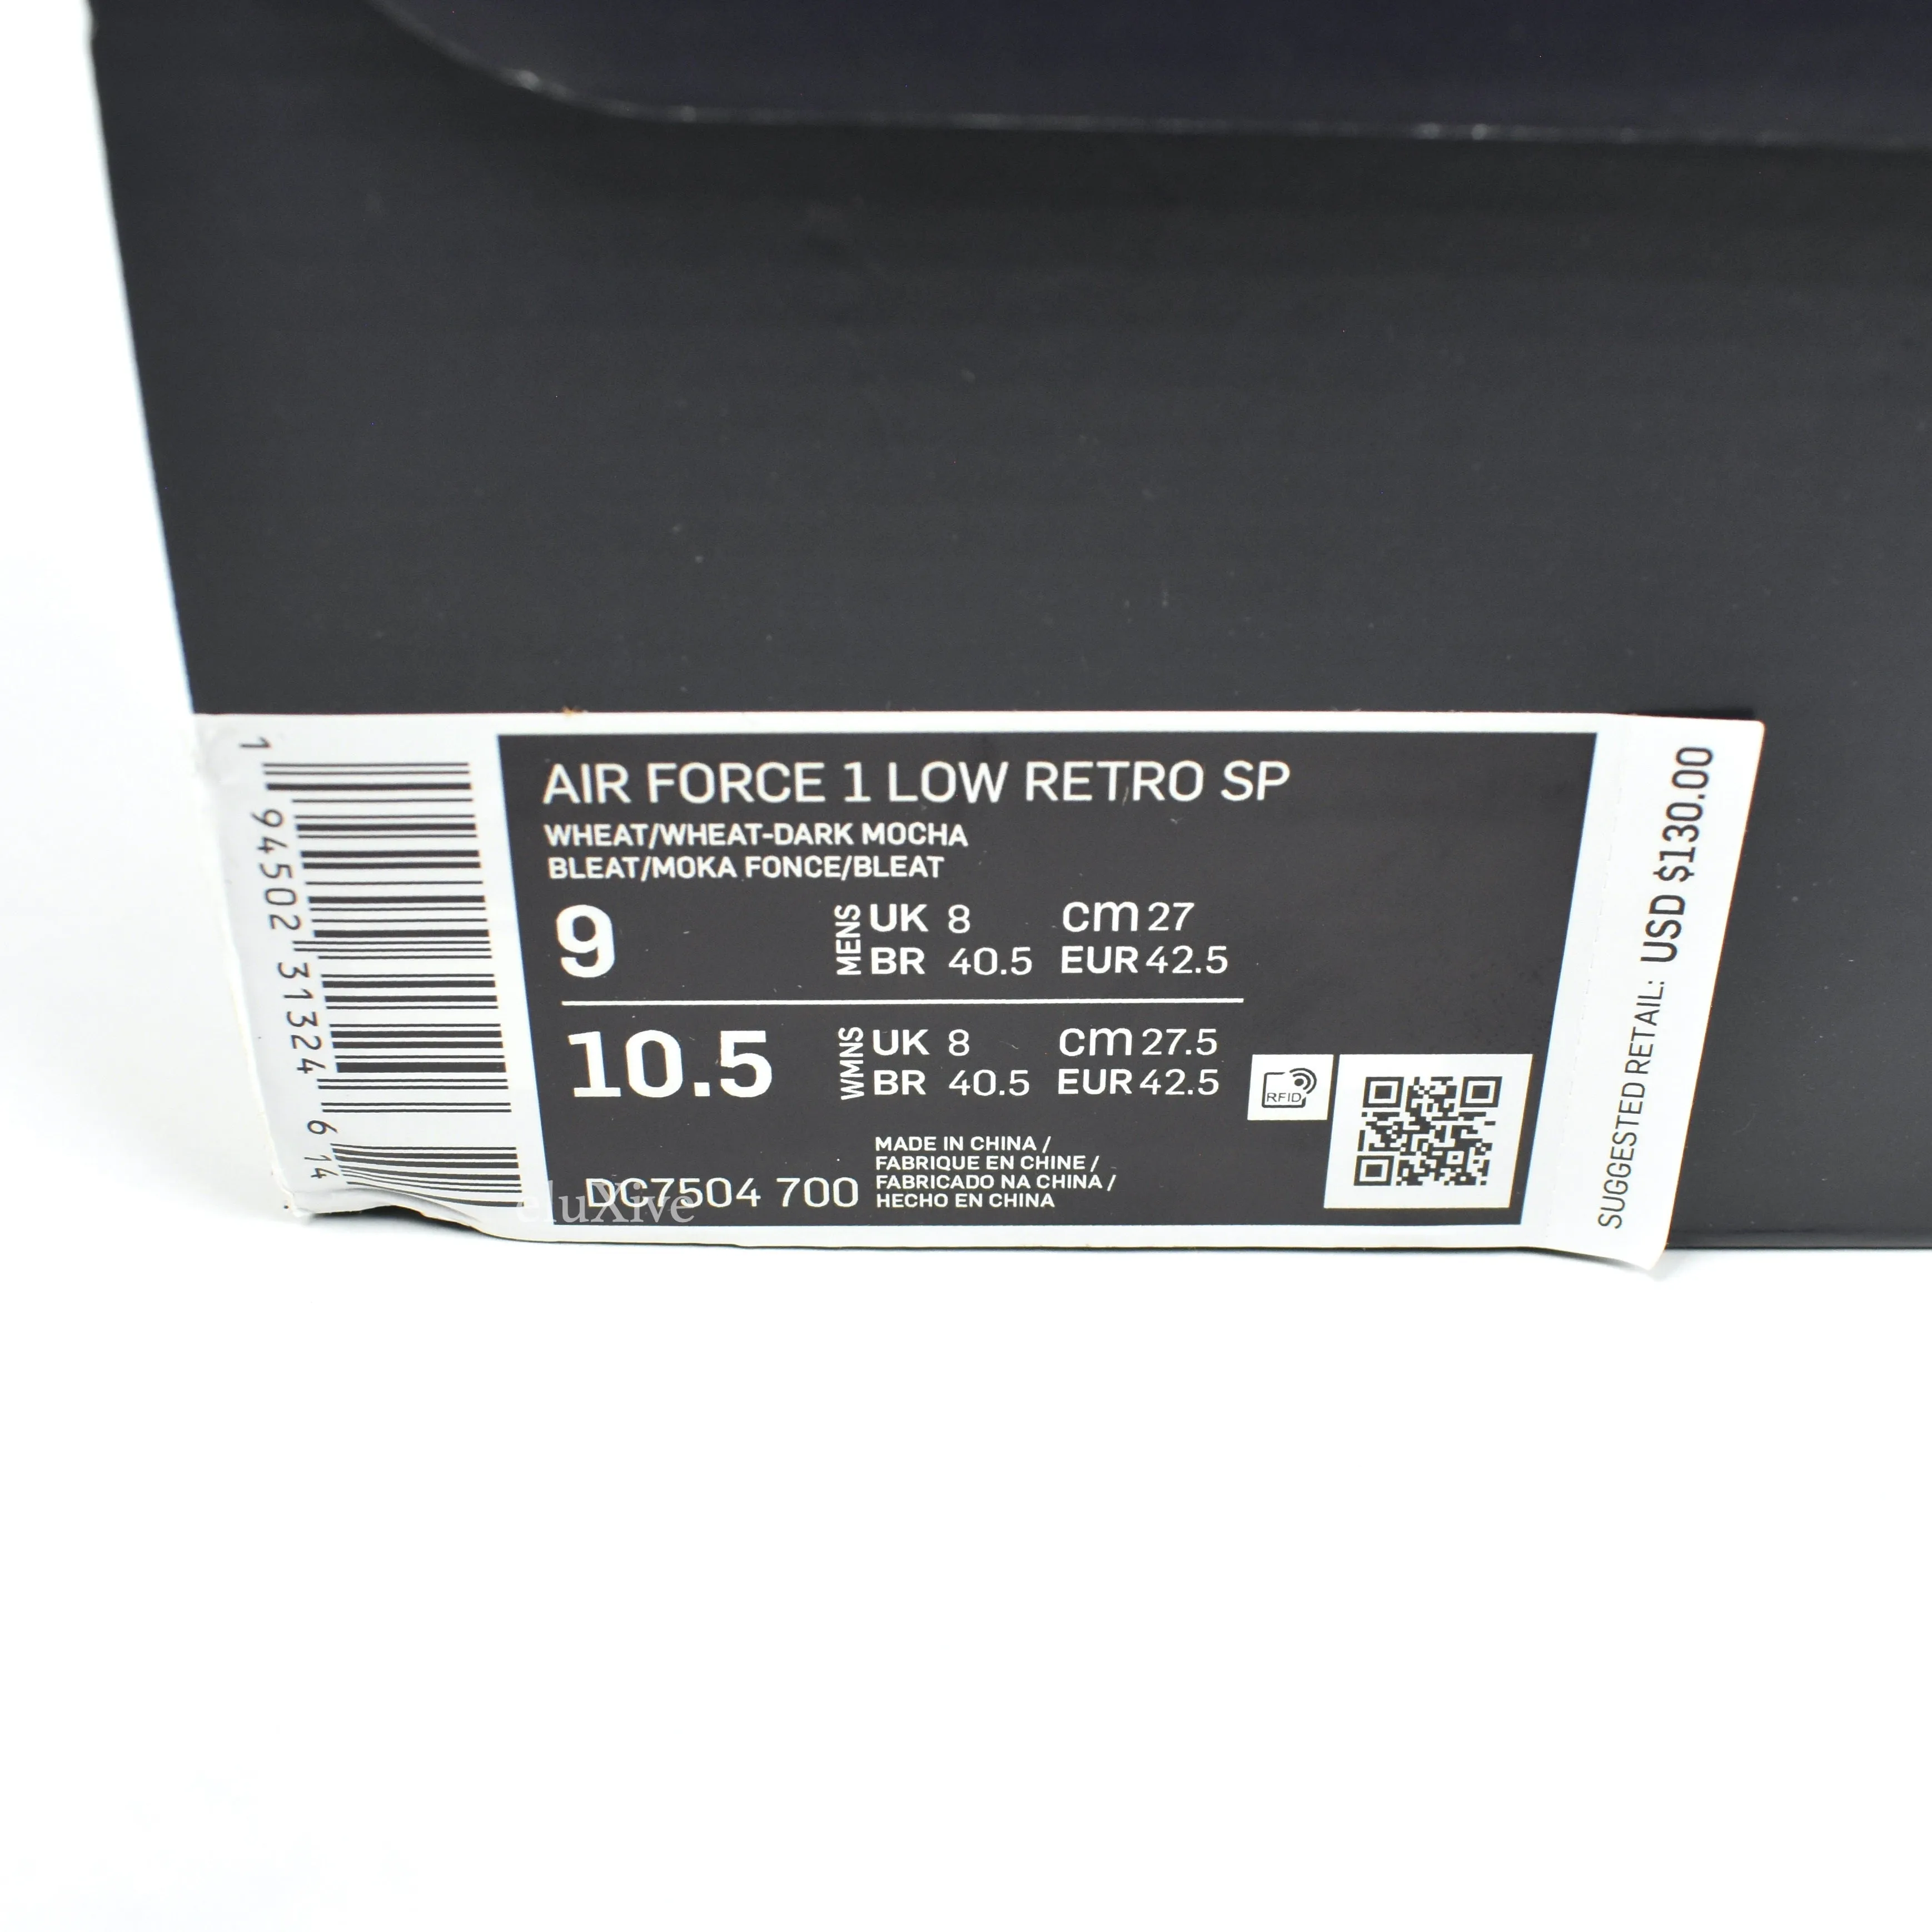 AIR FORCE 1 LOW RETRO SP
WHEAT/WHEAT-DARK MOCHA
BLEAT/MOKA FONCE/BLEAT
9 MENS UK 8 cm 27
BR 40.5 EUR 42.5
10.5 WMNS UK 8 cm 27.5
BR 40.5 EUR 42.5
MADE IN CHINA /
FABRIQUE EN CHINE /
FABRICADO NA CHINA /
HECHO EN CHINA
DC7504 700
eluXive
RFID
1 94502 31324 6 14
SUGGESTED RETAIL: USD $130.00